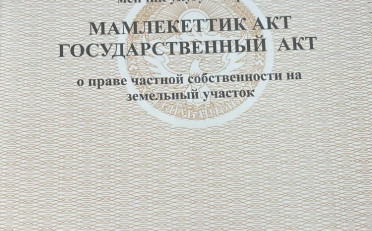 МАМЛЕКЕТТИК АКТ
ГОСУДАРСТВЕННЫЙ АКТ
о праве частной собственности на
земельный участок